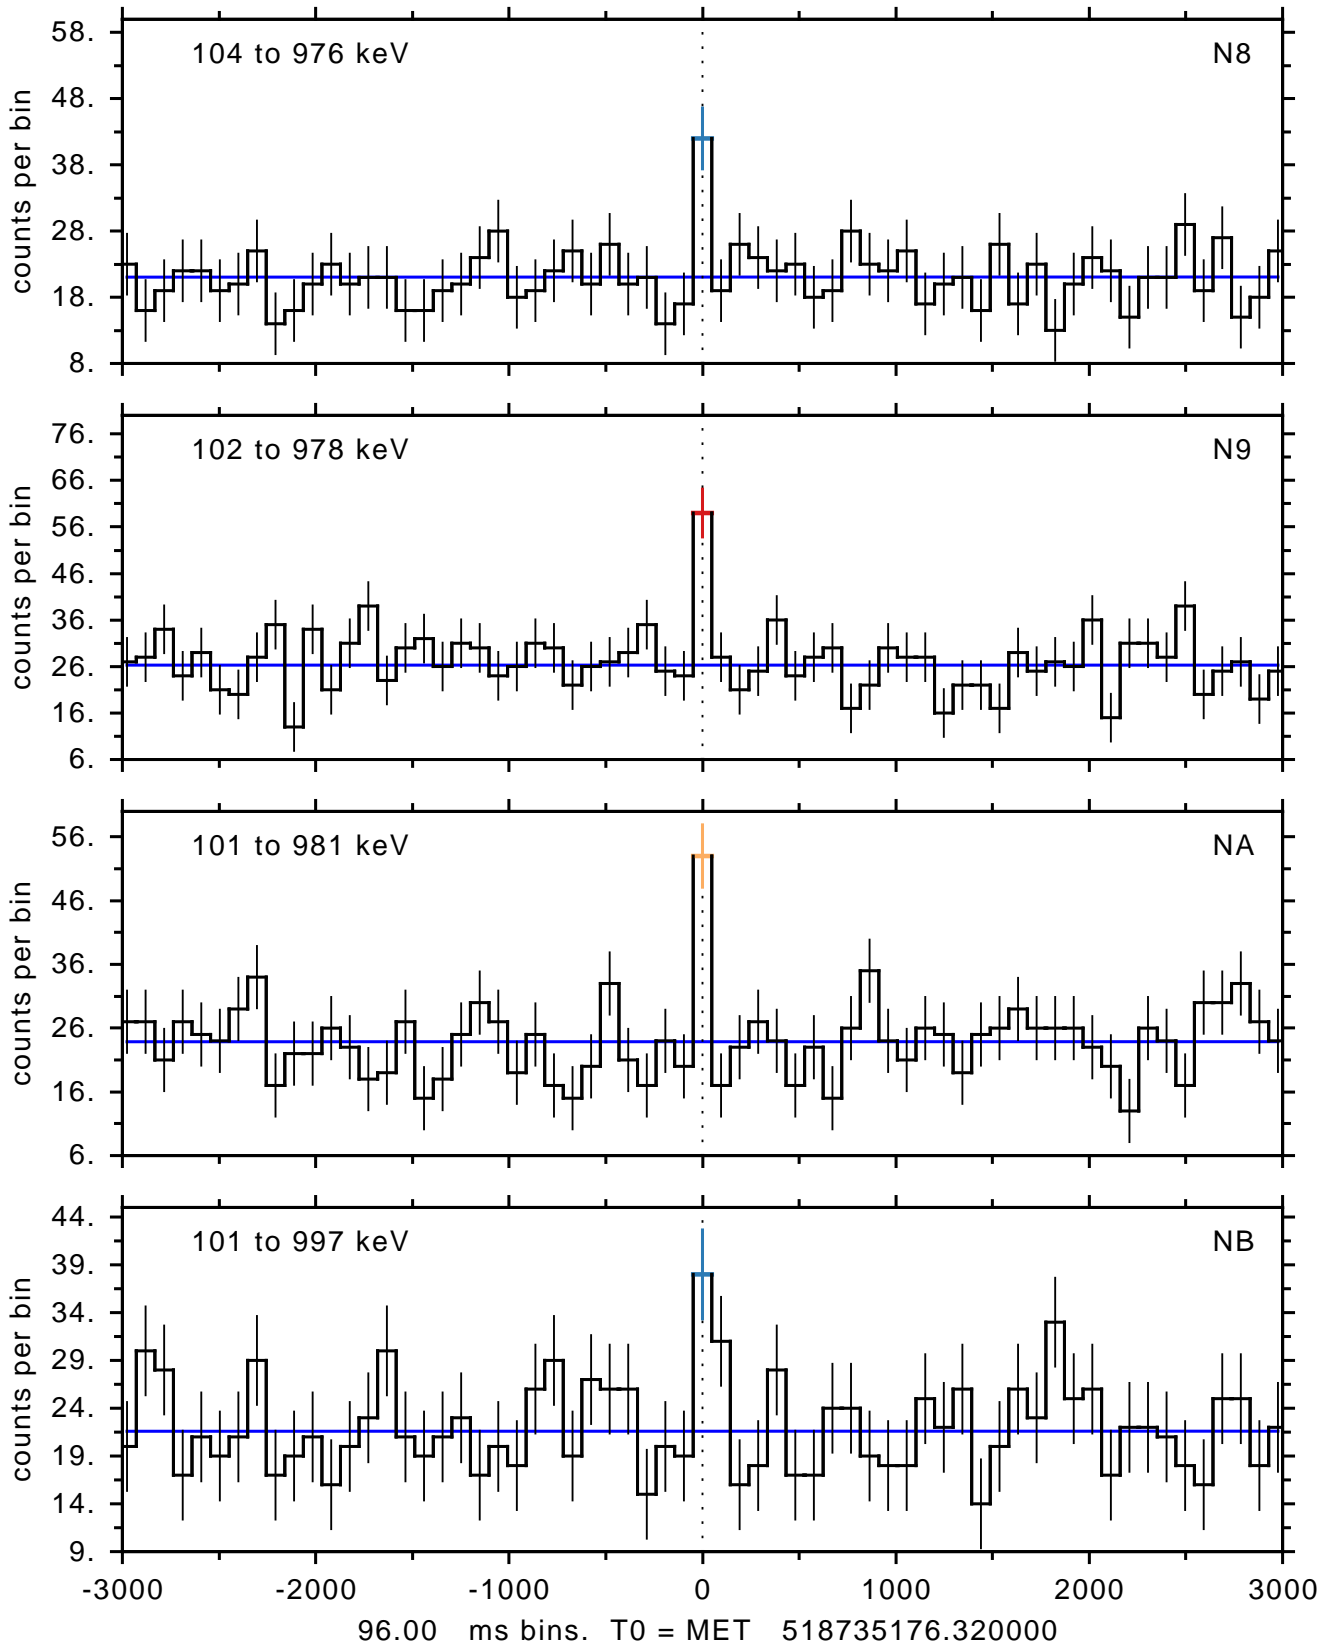 104 to 976 keV N8
58.
48.
38.
28.
18.
8.
counts per bin
102 to 978 keV N9
76.
66.
56.
46.
36.
26.
16.
6.
counts per bin
101 to 981 keV NA
56.
46.
36.
26.
16.
6.
counts per bin
101 to 997 keV NB
44.
39.
34.
29.
24.
19.
14.
9.
counts per bin
-3000 -2000 -1000 0 1000 2000 3000
96.00 ms bins. T0 = MET 518735176.320000